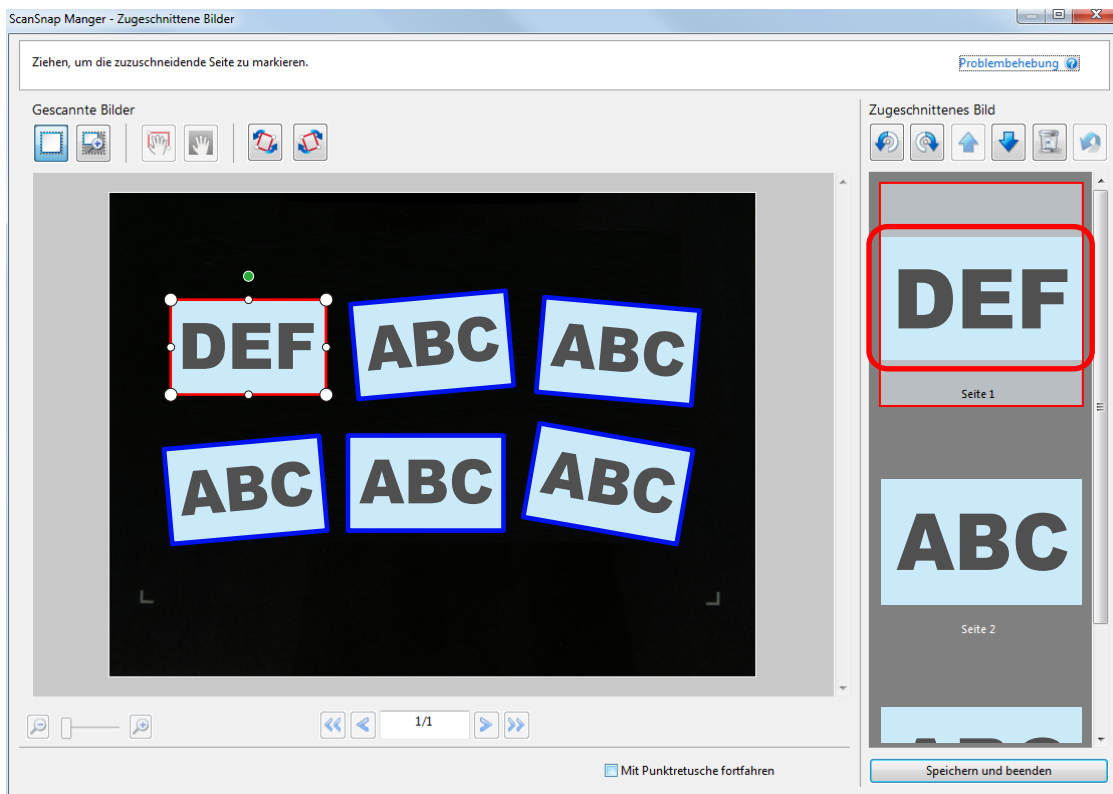 ScanSnap Manger - Zugeschnittene Bilder
Ziehen, um die zuzuschneidende Seite zu markieren.
Problembehebung
Gescannte Bilder
Zugeschnittenes Bild
DEF
ABC
ABC
ABC
ABC
ABC
DEF
Seite 1
ABC
Seite 2
1/1
Mit Punktretusche fortfahren
Speichern und beenden